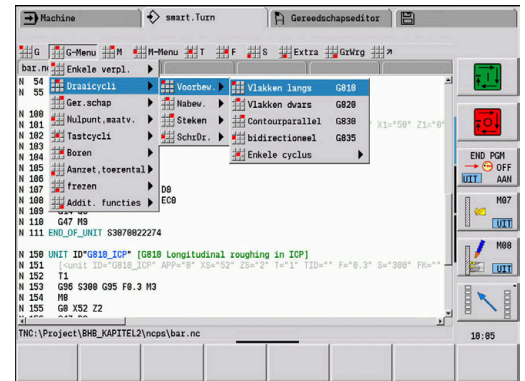 Machine smart.Turn Gereedschapseditor
G G-Menu M M-Menu T F S Extra GrWrg
bar.n
Enkele verpl.
Draaicycli
Ger.schap
Nulpunt,maatv.
Tastcycli
Boren
Aanzet,toerental
frezen
Addit. functies
Voorbew.
Nabew.
Steken
SchrDr.
Vlakken langs G810
Vlakken dwars G820
Contourparallel G830
bidirectioneel G835
Enkele cyclus
N 54
N 55
N 100
N 101 X1="50" Z1="0"
N 102
N 103
N 104
N 105
N 106
N 107 D0
N 108 EC0
N 109 G14 Q0
N 110 G47 M9
N 111 END_OF_UNIT S3070022274
N 150 UNIT ID"G810_ICP" [G810 Longitudinal roughing in ICP]
N 151 [<unit ID="G810_ICP" APP="0" XS="52" ZS="2" T="1" TID="" F="0.3" S="300" FK=""
N 152 T1
N 153 G96 S300 G95 F0.3 M3
N 154 M8
N 155 G0 X52 Z2
TNC:\Project\BHB_KAPITEL2\ncps\bar.nc
END PGM
OFF
UIT AAN
M07
UIT
M08
UIT
10:05